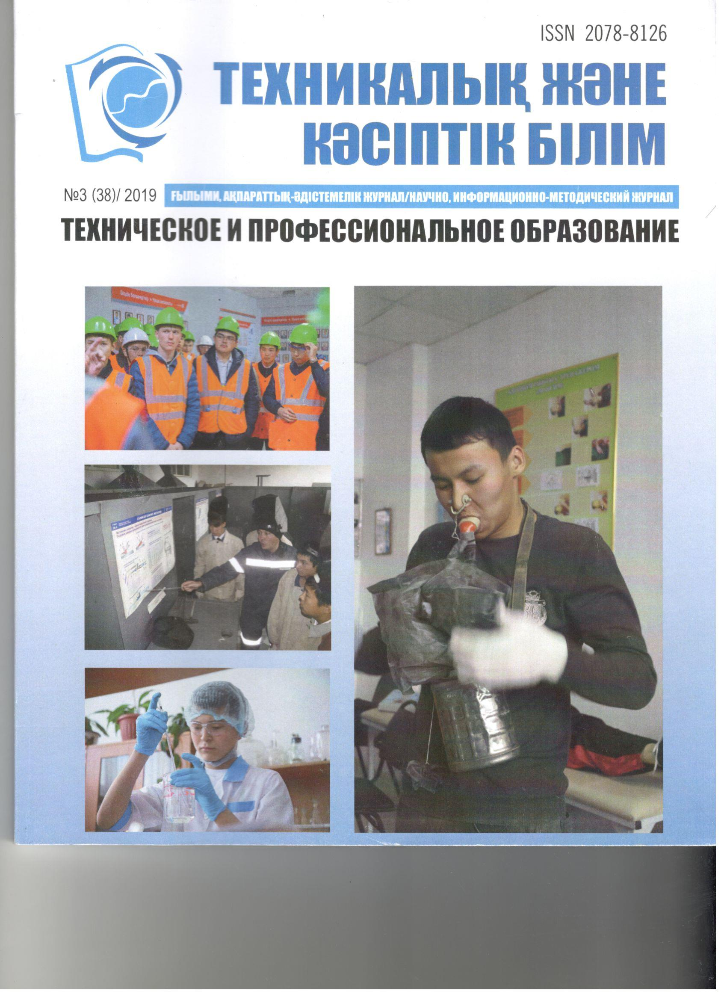 ISSN 2078-8126
ТЕХНИКАЛЫҚ ЖӘНЕ
КӘСІПТІК БІЛІМ
№3 (38)/ 2019
ҒЫЛЫМИ, АҚПАРАТТЫҚ-ӘДІСТЕМЕЛІК ЖУРНАЛ/НАУЧНО, ИНФОРМАЦИОННО-МЕТОДИЧЕСКИЙ ЖУРНАЛ
ТЕХНИЧЕСКОЕ И ПРОФЕССИОНАЛЬНОЕ ОБРАЗОВАНИЕ